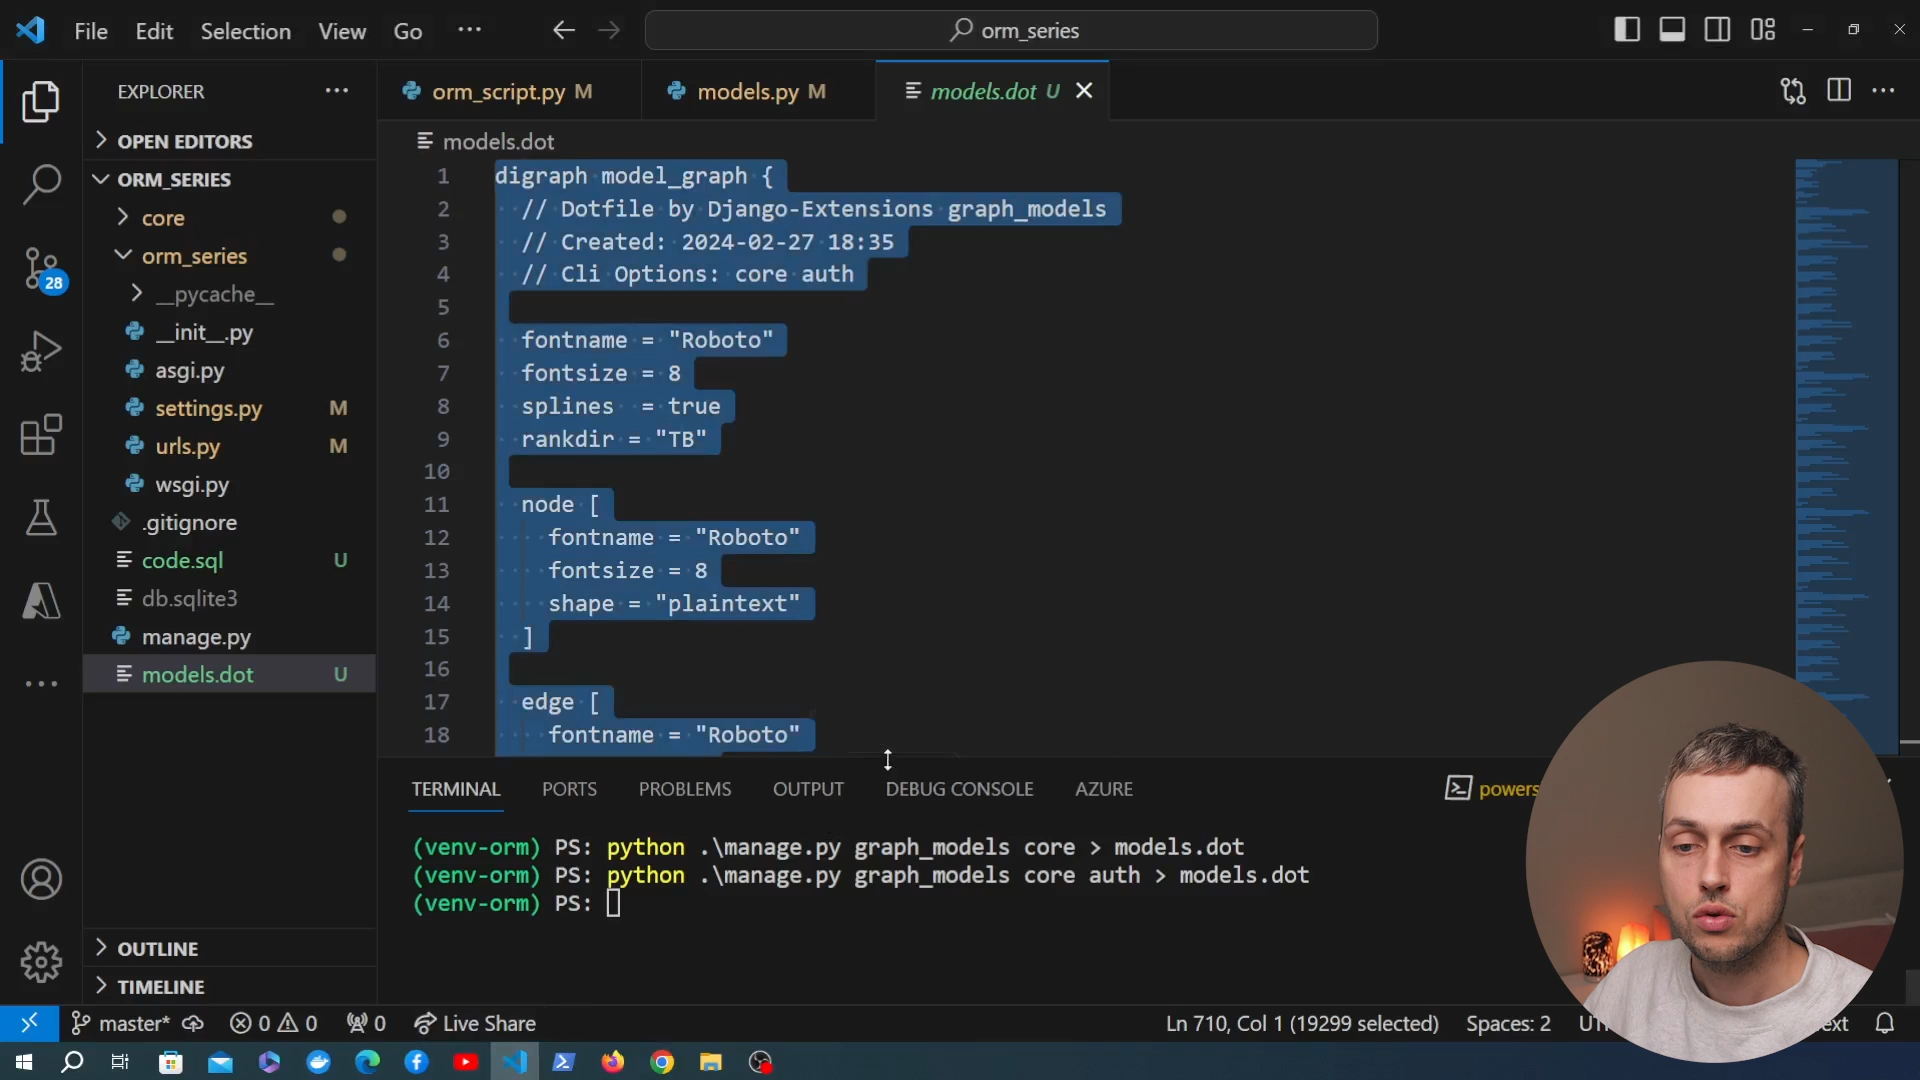 File Edit Selection View Go ···
orm_series
EXPLORER ···
OPEN EDITORS
ORM_SERIES
core
orm_series
__pycache__
__init__.py
asgi.py
settings.py M
urls.py M
wsgi.py
.gitignore
code.sql U
db.sqlite3
manage.py
models.dot U
OUTLINE
TIMELINE
28
orm_script.py M
models.py M
models.dot U
models.dot
1 digraph model_graph {
2 // Dotfile by Django-Extensions graph_models
3 // Created: 2024-02-27 18:35
4 // Cli Options: core auth
5
6 fontname = "Roboto"
7 fontsize = 8
8 splines  = true
9 rankdir = "TB"
10
11 node [
12 fontname = "Roboto"
13 fontsize = 8
14 shape = "plaintext"
15 ]
16
17 edge [
18 fontname = "Roboto"
TERMINAL PORTS PROBLEMS OUTPUT DEBUG CONSOLE AZURE
powers
(venv-orm) PS: python .\manage.py graph_models core > models.dot
(venv-orm) PS: python .\manage.py graph_models core auth > models.dot
(venv-orm) PS:
master* 0 0 0 Live Share
Ln 710, Col 1 (19299 selected) Spaces: 2